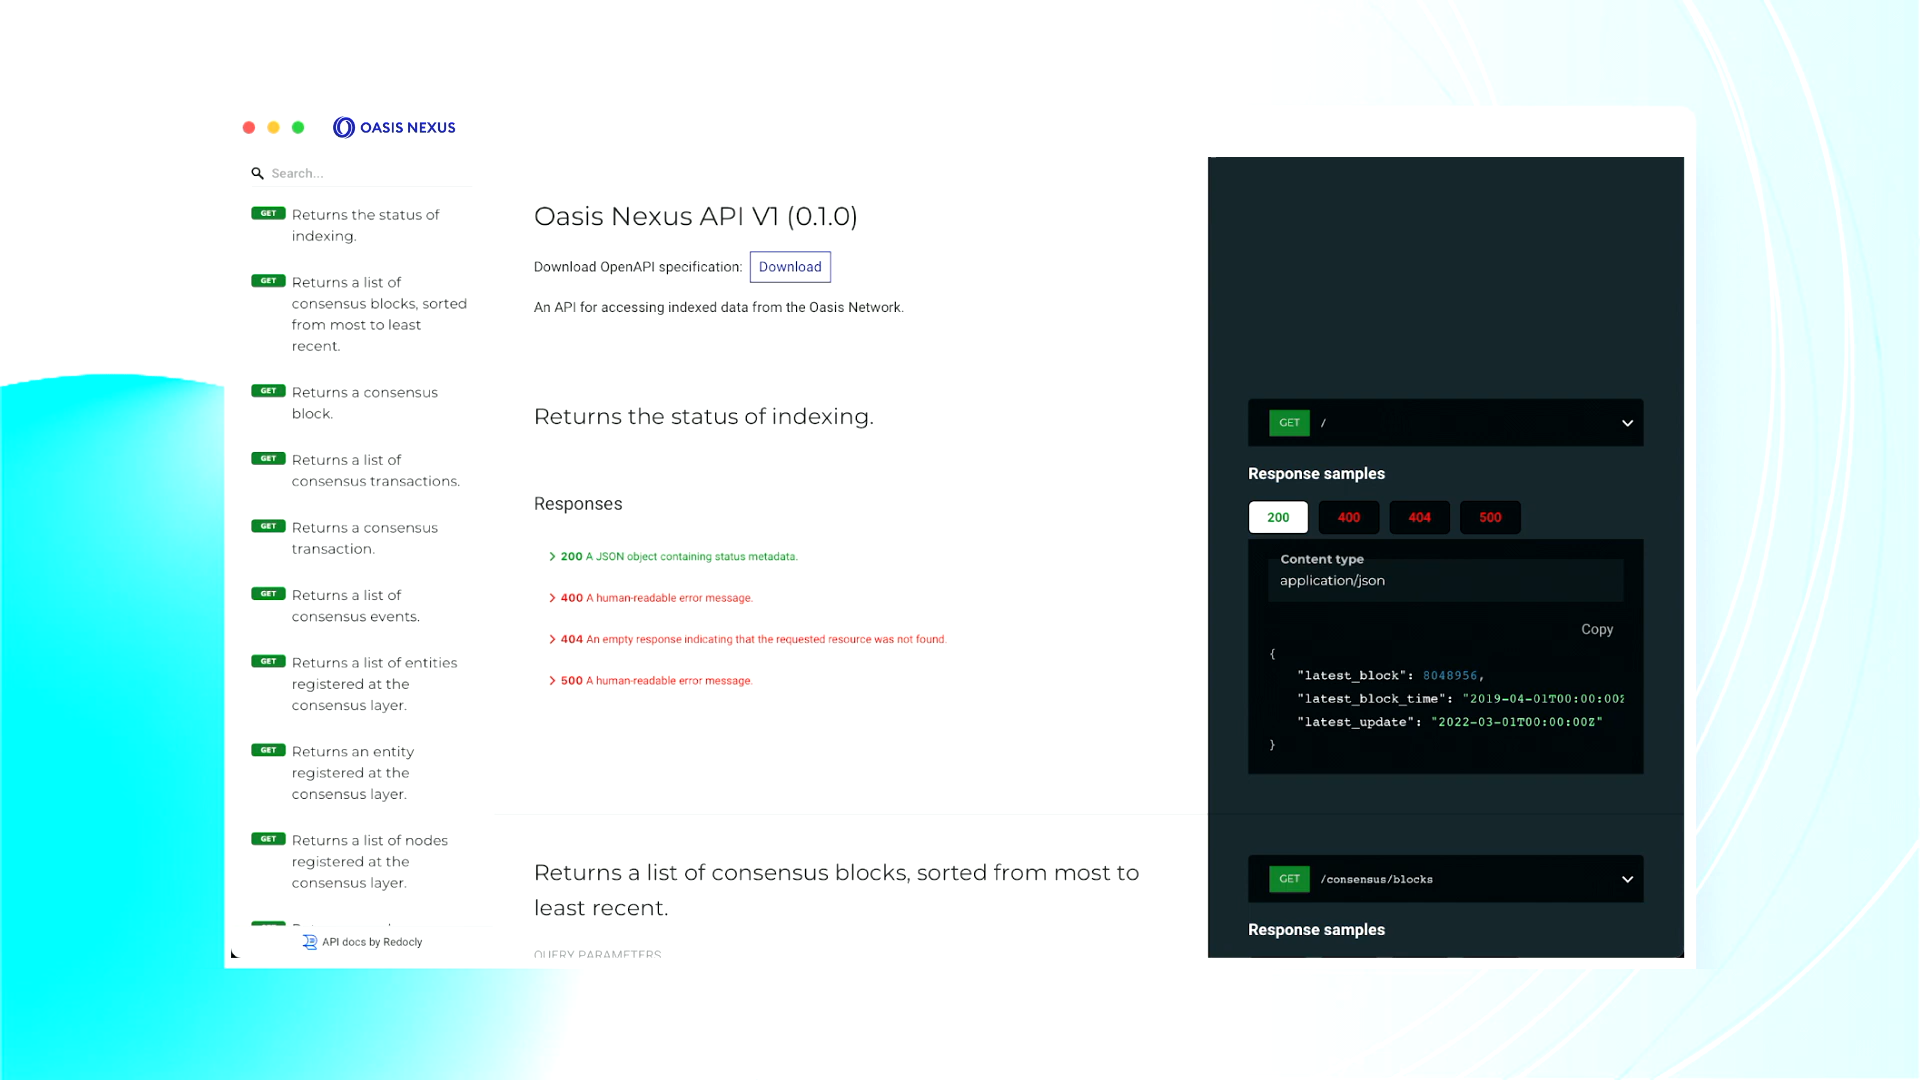 OASIS NEXUS
Search...
GET Returns the status of
indexing.
GET Returns a list of
consensus blocks, sorted
from most to least
recent.
GET Returns a consensus
block.
GET Returns a list of
consensus transactions.
GET Returns a consensus
transaction.
GET Returns a list of
consensus events.
GET Returns a list of entities
registered at the
consensus layer.
GET Returns an entity
registered at the
consensus layer.
GET Returns a list of nodes
registered at the
consensus layer.
API docs by Redocly
Oasis Nexus API V1 (0.1.0)
Download OpenAPI specification: Download
An API for accessing indexed data from the Oasis Network.
Returns the status of indexing.
Responses
200 A JSON object containing status metadata.
400 A human-readable error message.
404 An empty response indicating that the requested resource was not found.
500 A human-readable error message.
Returns a list of consensus blocks, sorted from most to
least recent.
QUERY PARAMETERS
GET /
Response samples
200 400 404 500
Content type
application/json
Copy
{
"latest_block": 8048956,
"latest_block_time": "2019-04-01T00:00:00Z
"latest_update": "2022-03-01T00:00:00Z"
}
GET /consensus/blocks
Response samples